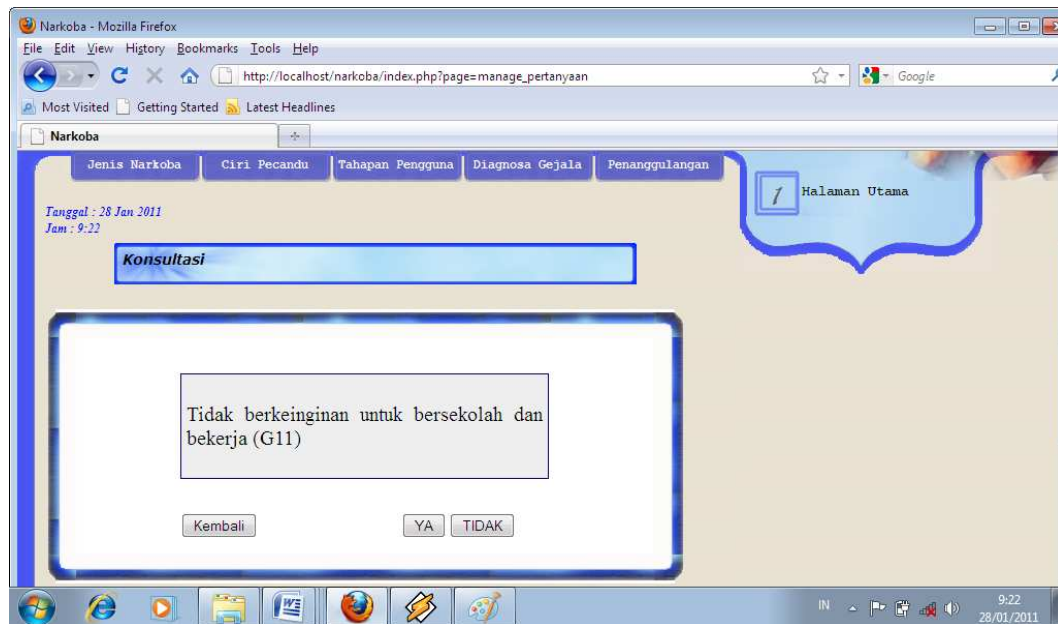 Narkoba - Mozilla Firefox
File Edit View History Bookmarks Tools Help
http://localhost/narkoba/index.php?page=manage_pertanyaan
Google
Most Visited Getting Started Latest Headlines
Narkoba
Jenis Narkoba Ciri Pecandu Tahapan Pengguna Diagnosa Gejala Penanggulangan
1 Halaman Utama
Tanggal : 28 Jan 2011
Jam : 9:22
Konsultasi
Tidak berkeinginan untuk bersekolah dan
bekerja (G11)
Kembali YA TIDAK
IN 9:22
28/01/2011